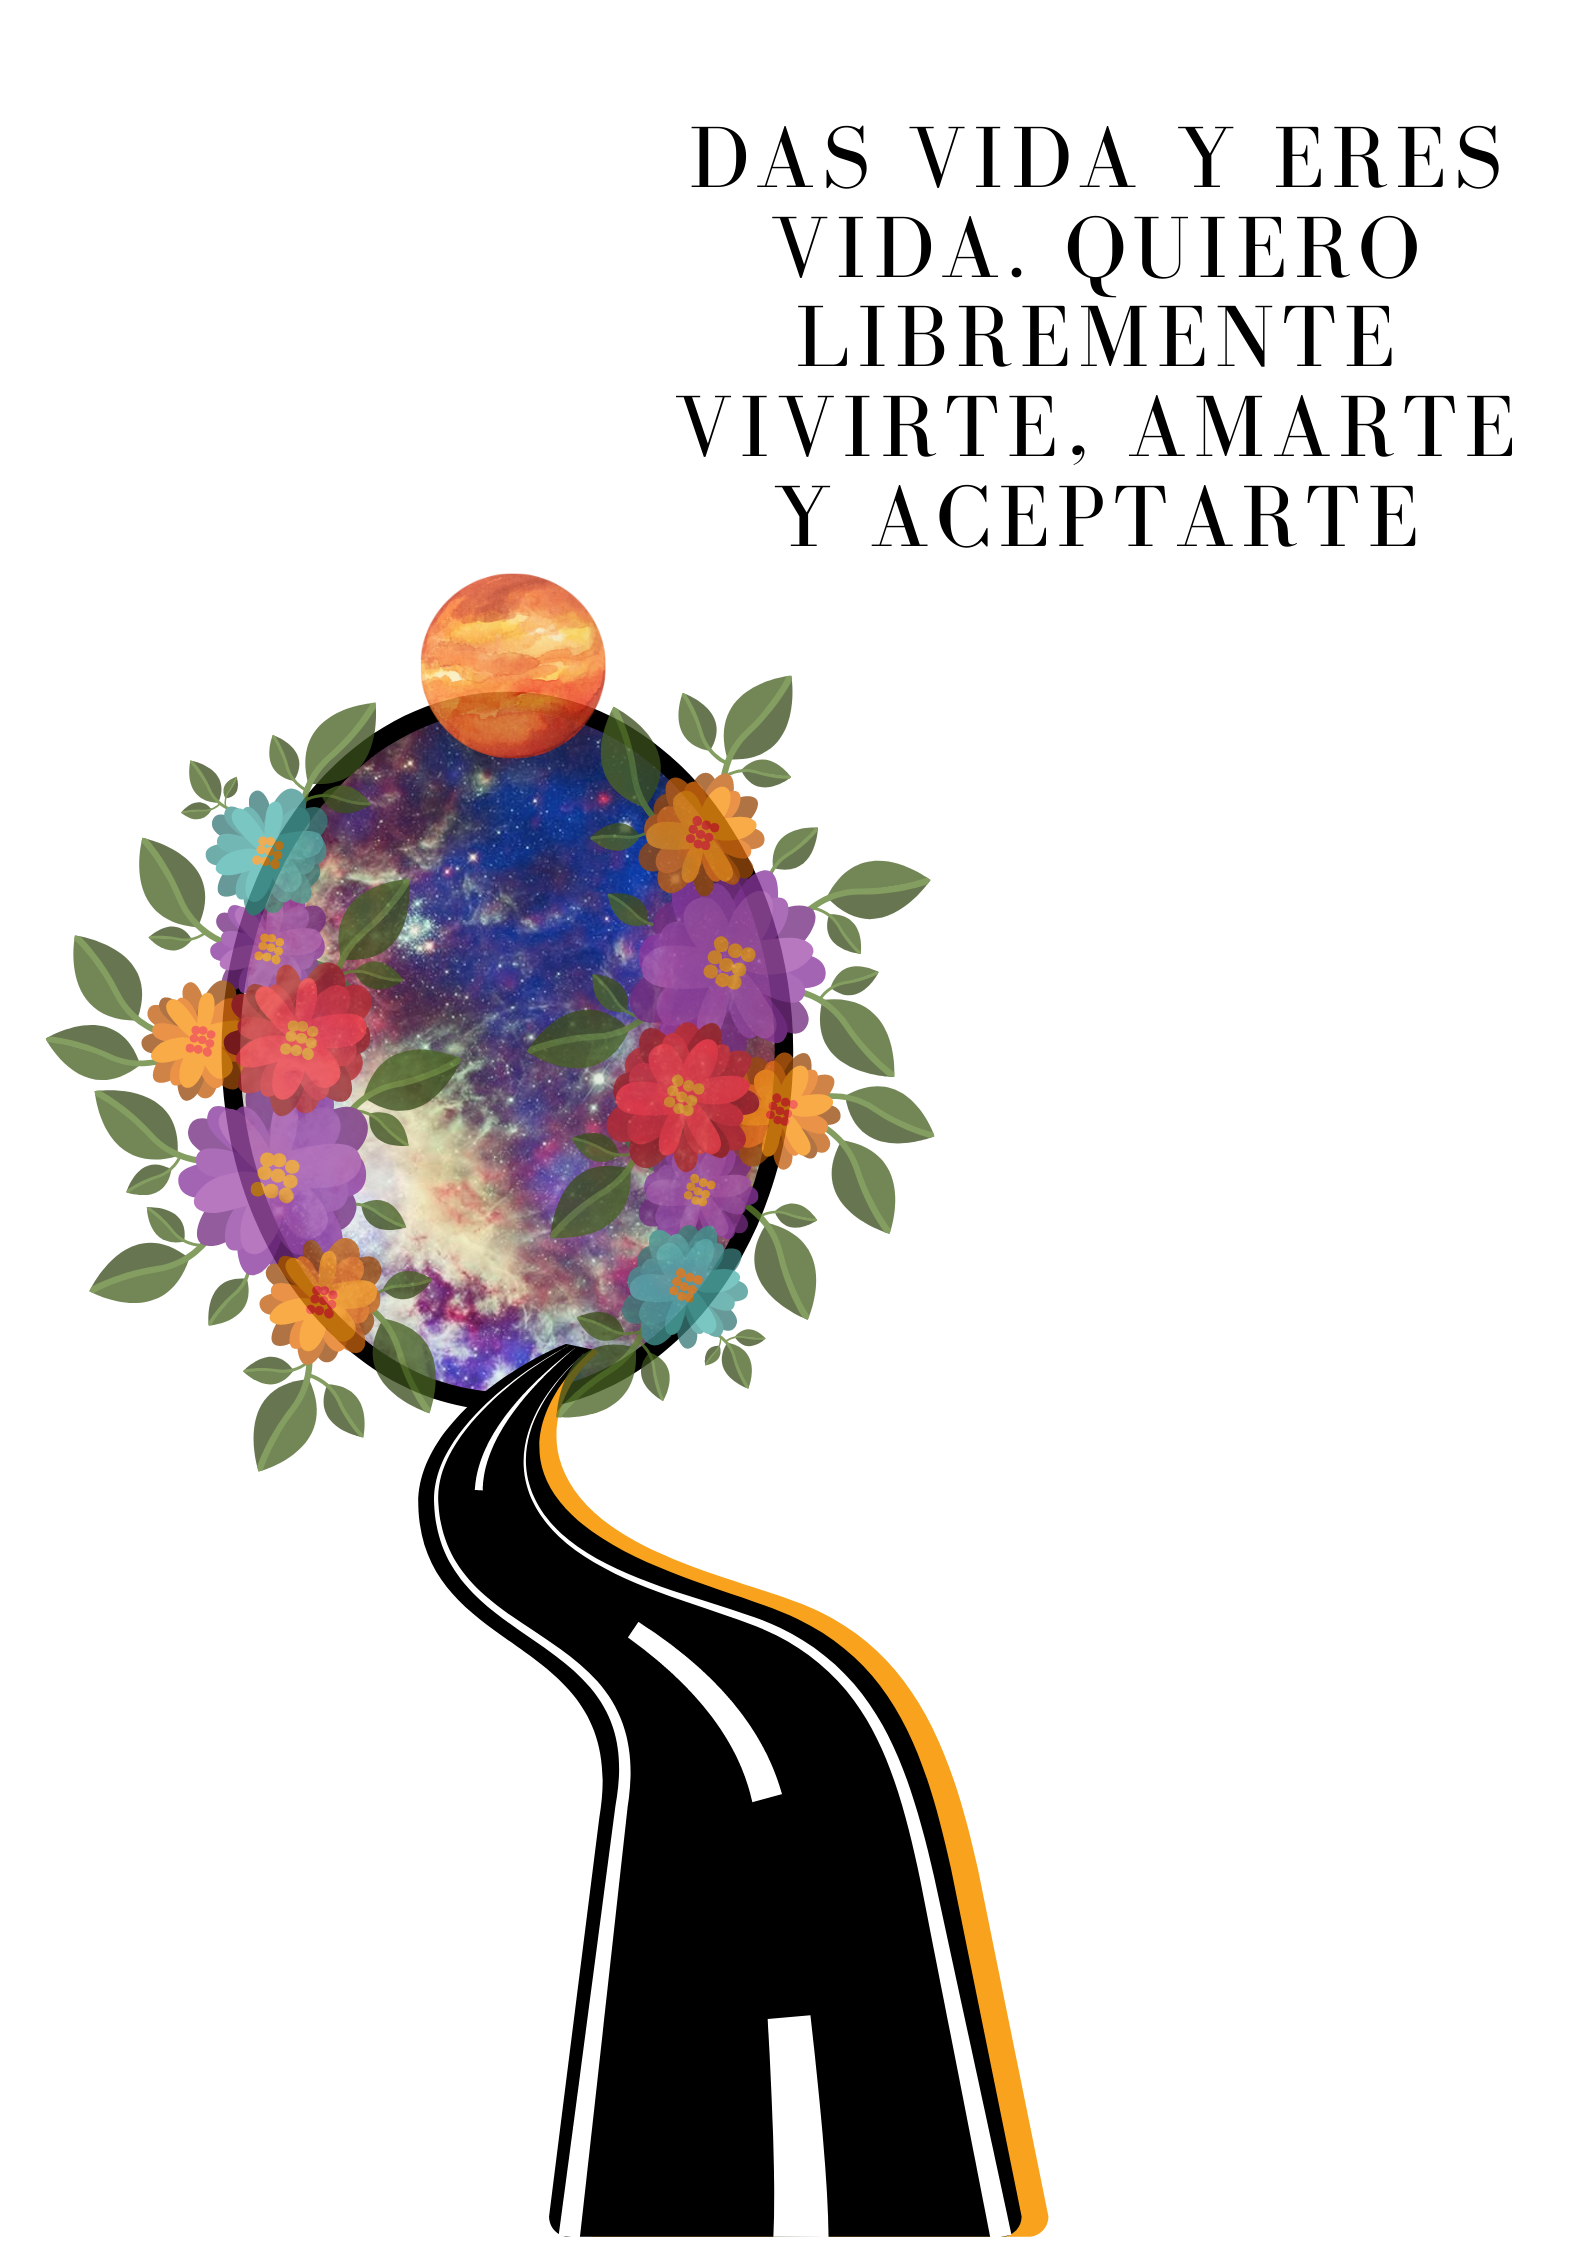 DAS VIDA Y ERES
VIDA. QUIERO
LIBREMENTE
VIVIRTE, AMARTE
Y ACEPTARTE